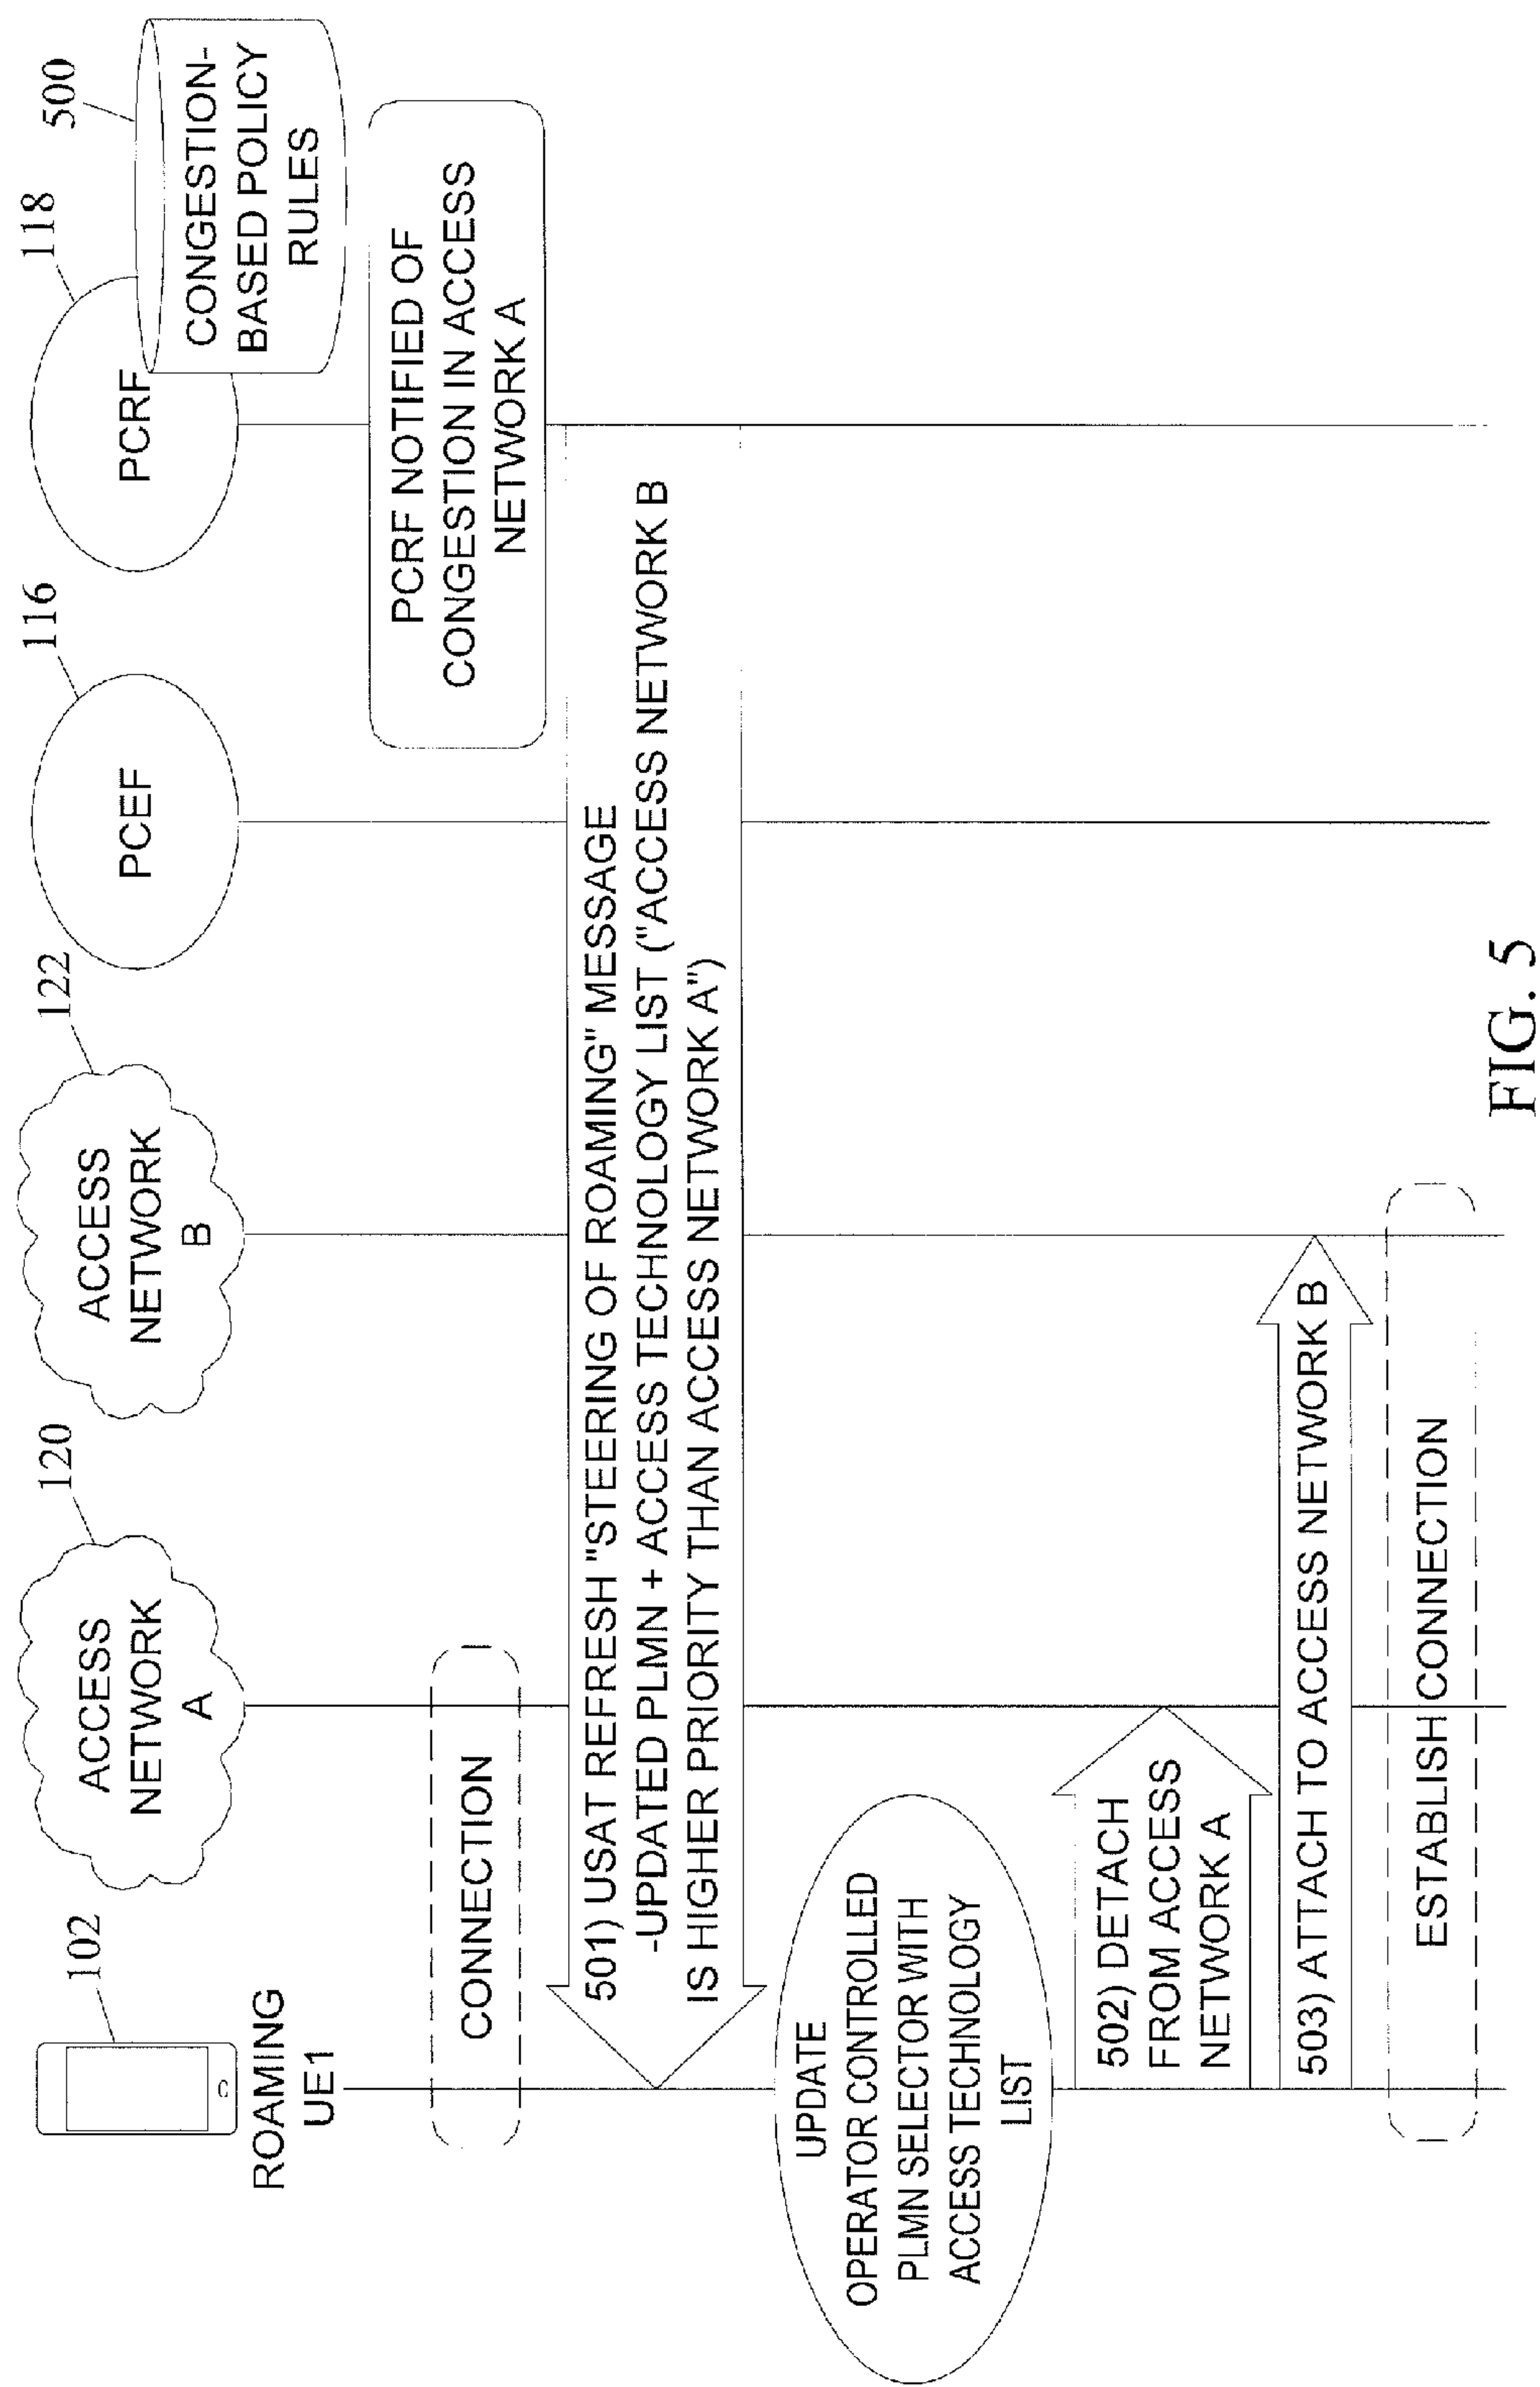 102
ROAMING
UE1
120
ACCESS
NETWORK
A
122
ACCESS
NETWORK
B
116
PCEF
118
PCRF
500
CONGESTION-
BASED POLICY
RULES
PCRF NOTIFIED OF
CONGESTION IN ACCESS
NETWORK A
CONNECTION
501) USAT REFRESH "STEERING OF ROAMING" MESSAGE
-UPDATED PLMN + ACCESS TECHNOLOGY LIST ("ACCESS NETWORK B
IS HIGHER PRIORITY THAN ACCESS NETWORK A")
UPDATE
OPERATOR CONTROLLED
PLMN SELECTOR WITH
ACCESS TECHNOLOGY
LIST
502) DETACH
FROM ACCESS
NETWORK A
503) ATTACH TO ACCESS NETWORK B
ESTABLISH CONNECTION
FIG. 5